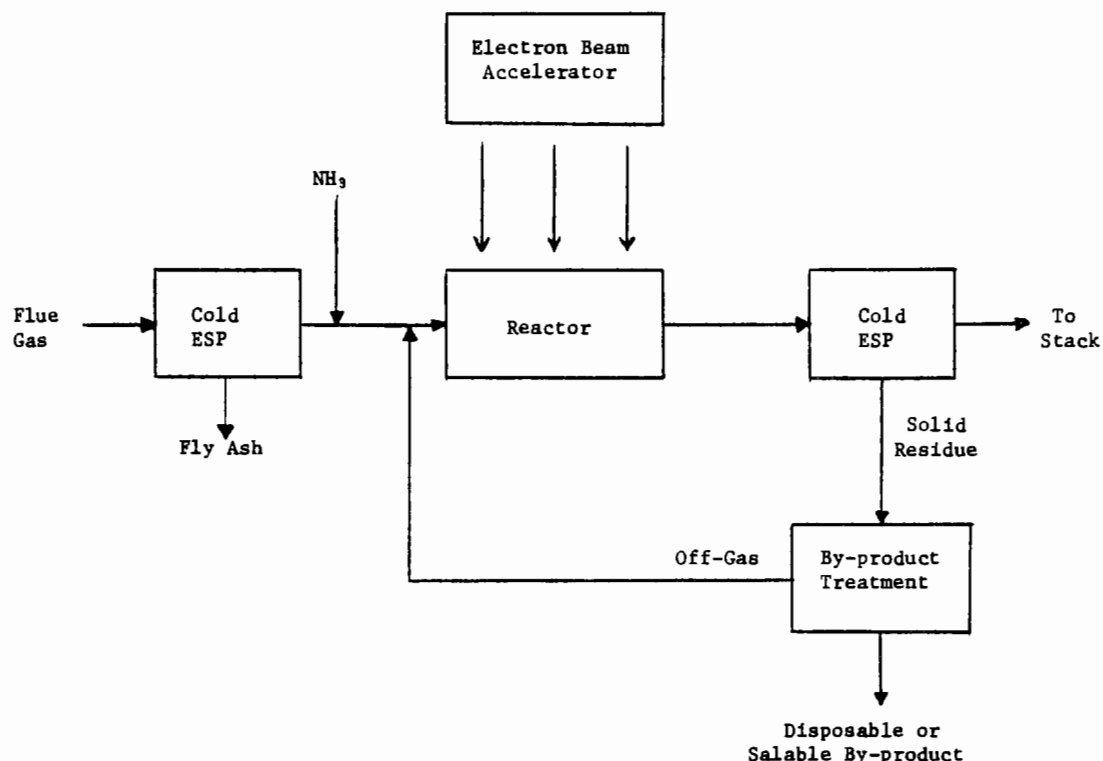 Electron Beam
Accelerator
NH₃
Flue
Gas
Cold
ESP
Reactor
Cold
ESP
To
Stack
Fly Ash
Solid
Residue
Off-Gas
By-product
Treatment
Disposable or
Salable By-product